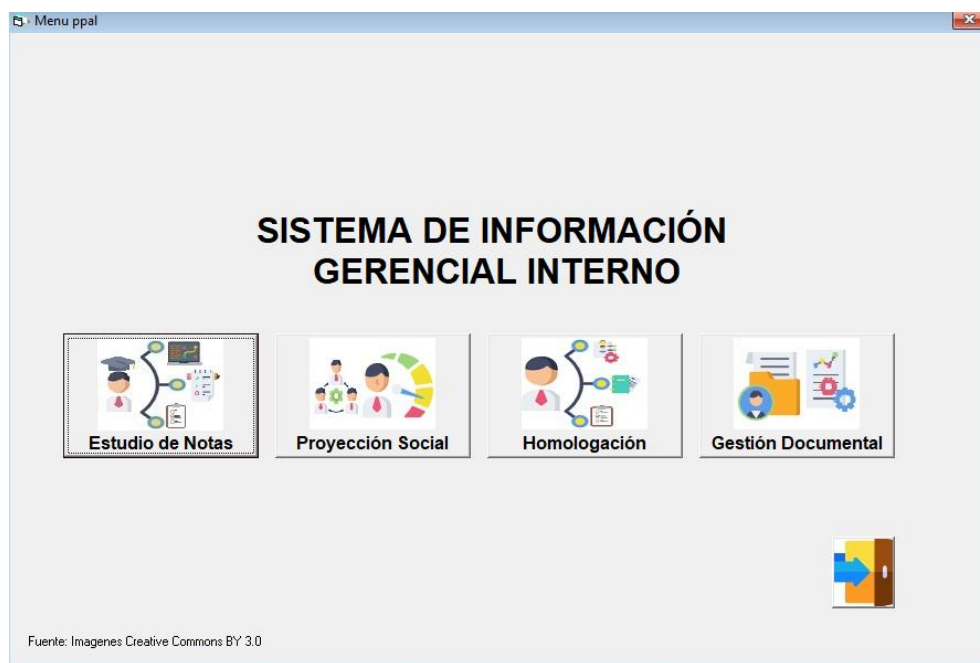 Menu ppal
SISTEMA DE INFORMACIÓN
GERENCIAL INTERNO
Estudio de Notas
Proyección Social
Homologación
Gestión Documental
Fuente: Imagenes Creative Commons BY 3.0